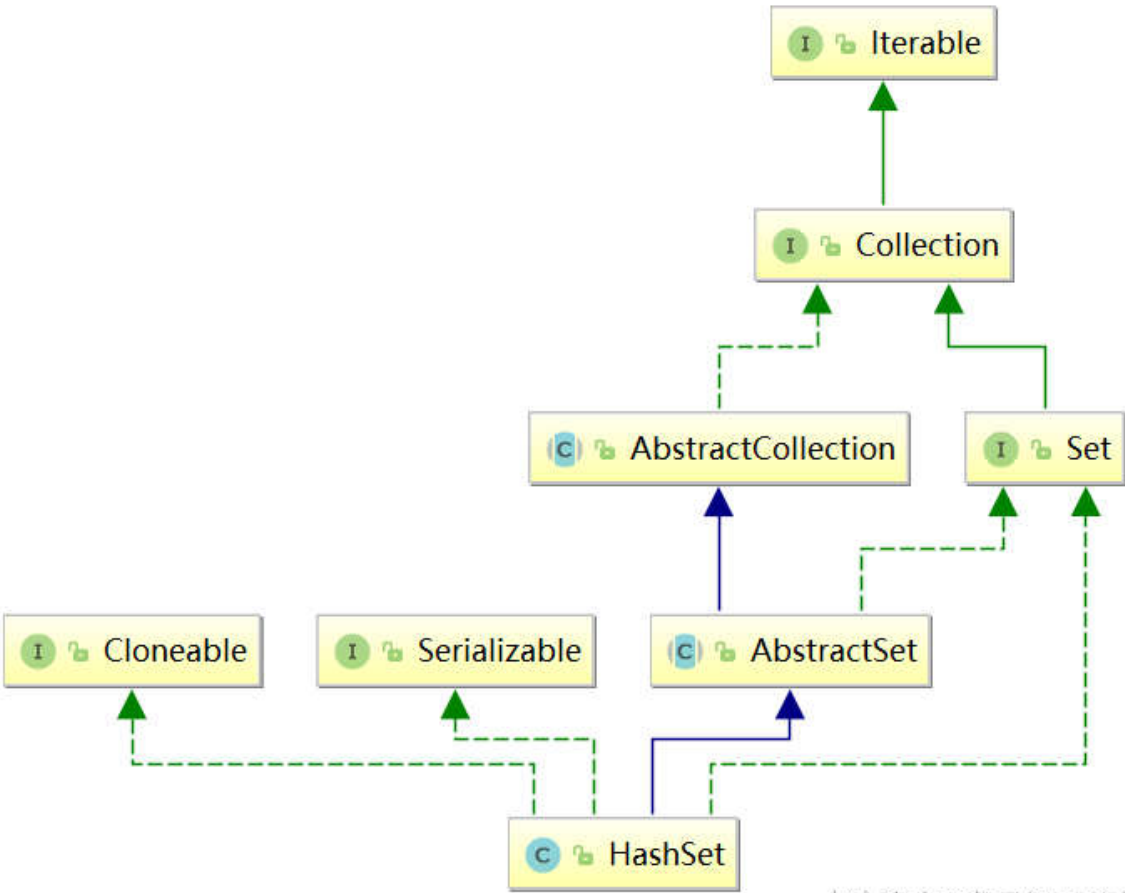 I Iterable
I Collection
C AbstractCollection
I Set
I Cloneable
I Serializable
C AbstractSet
C HashSet